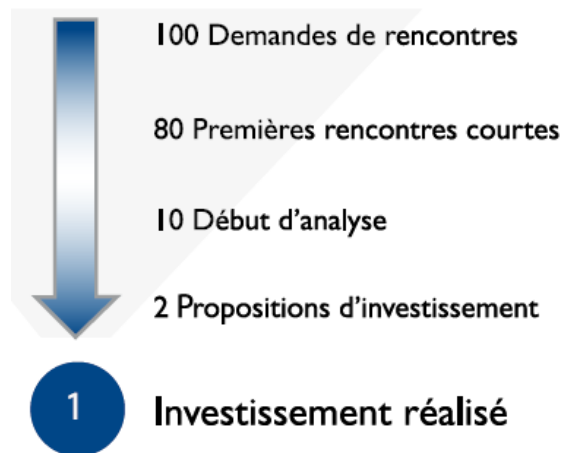 100 Demandes de rencontres
80 Premières rencontres courtes
10 Début d'analyse
2 Propositions d'investissement
1 Investissement réalisé